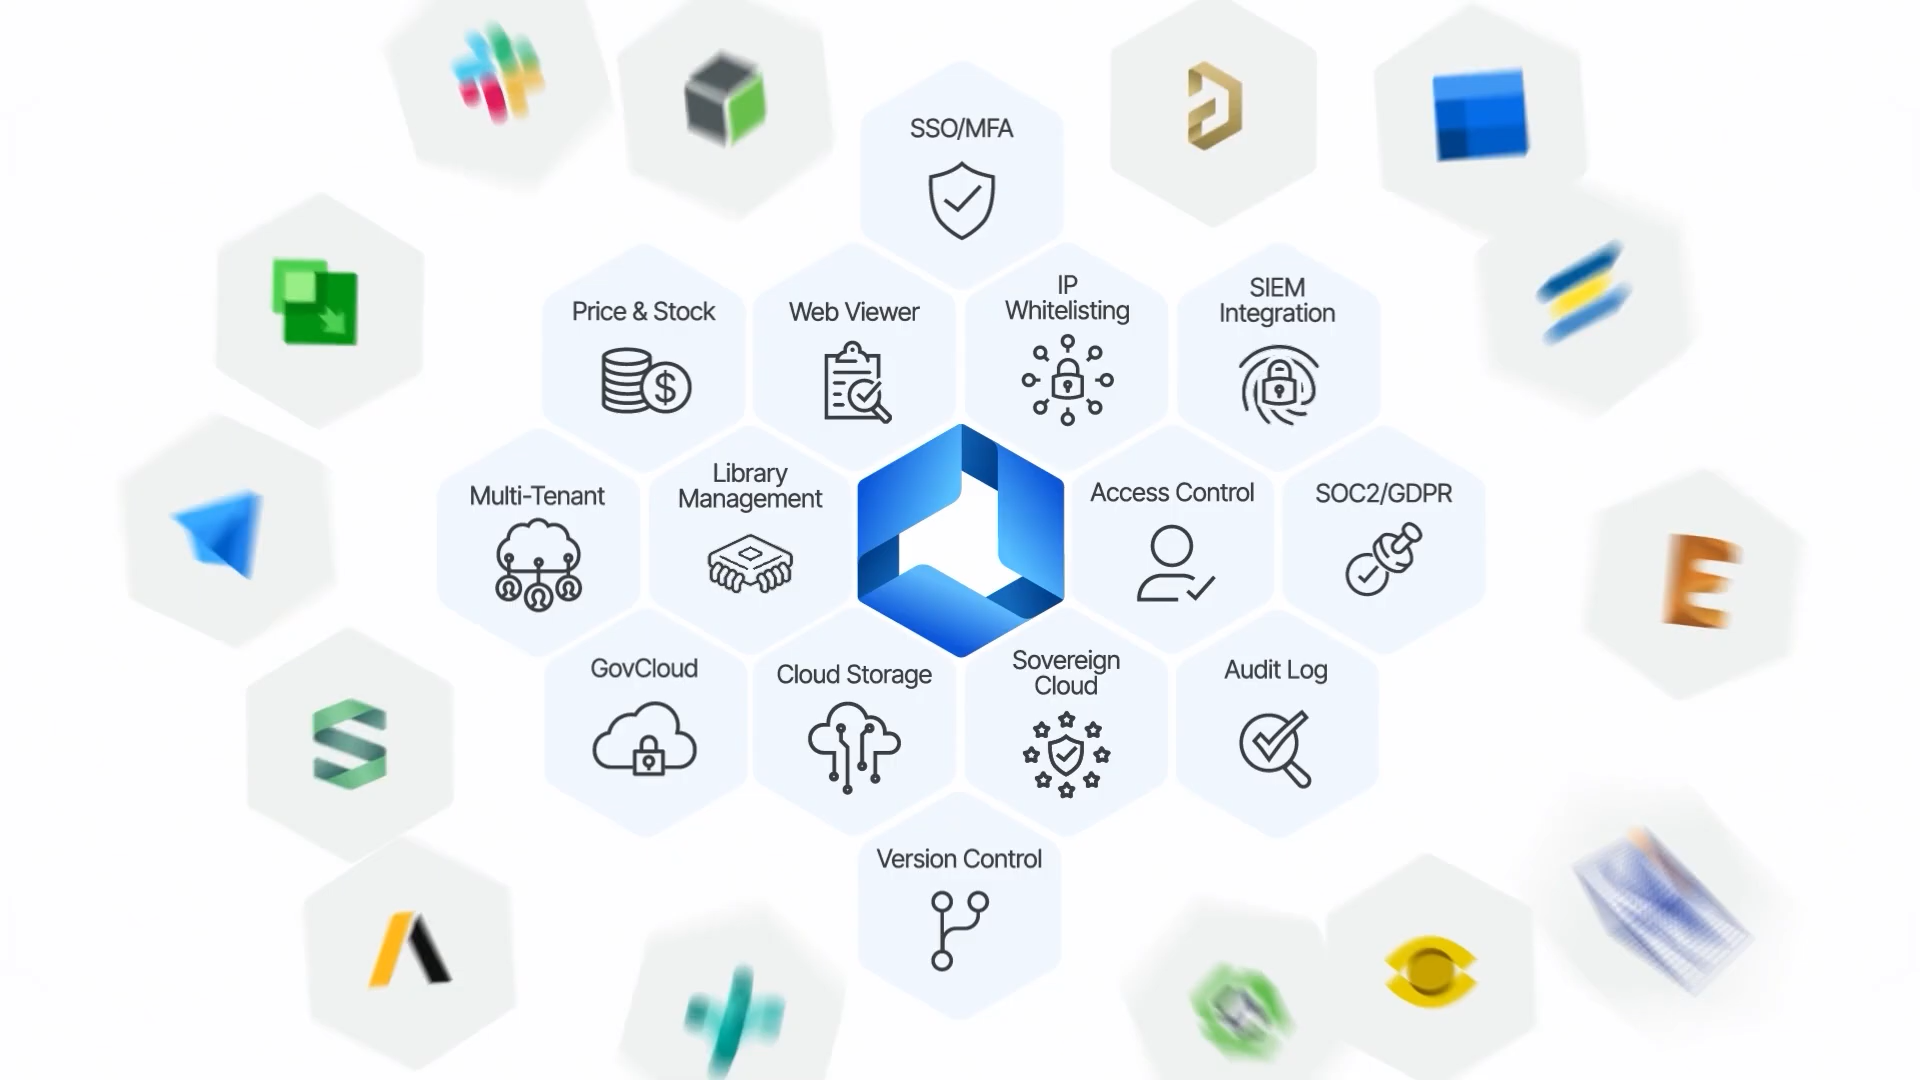 SSO/MFA
Price & Stock
Web Viewer
IP
Whitelisting
SIEM
Integration
Multi-Tenant
Library
Management
Access Control
SOC2/GDPR
GovCloud
Cloud Storage
Sovereign
Cloud
Audit Log
Version Control